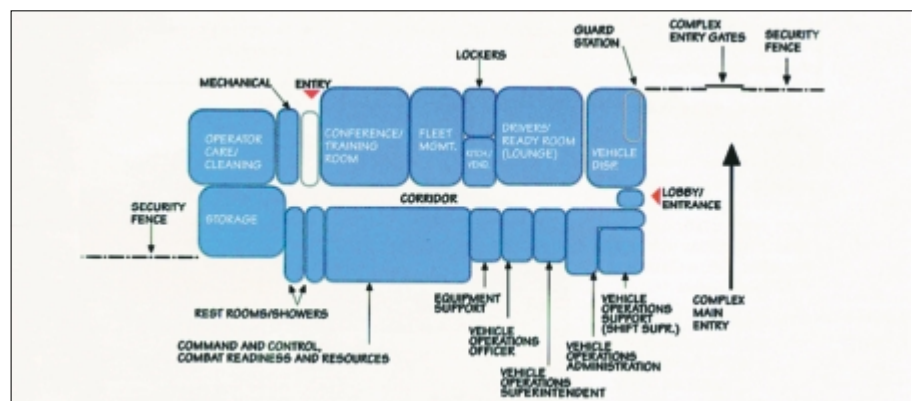 COMPLEX
ENTRY GATES
SECURITY
FENCE
GUARD
STATION
LOCKERS
MECHANICAL
ENTRY
OPERATOR
CARE/
CLEANING
CONFERENCE/
TRAINING
ROOM
FLEET
MGMT.
DRIVERS'
READY ROOM
(LOUNGE)
VEHICLE
DISP.
CORRIDOR
LOBBY/
ENTRANCE
STORAGE
SECURITY
FENCE
REST ROOMS/SHOWERS
COMMAND AND CONTROL,
COMBAT READINESS AND RESOURCES
EQUIPMENT
SUPPORT
VEHICLE
OPERATIONS
OFFICER
VEHICLE
OPERATIONS
SUPERINTENDENT
VEHICLE
OPERATIONS
ADMINISTRATION
VEHICLE
OPERATIONS
SUPPORT
(SHIFT SUPR.)
COMPLEX
MAIN
ENTRY